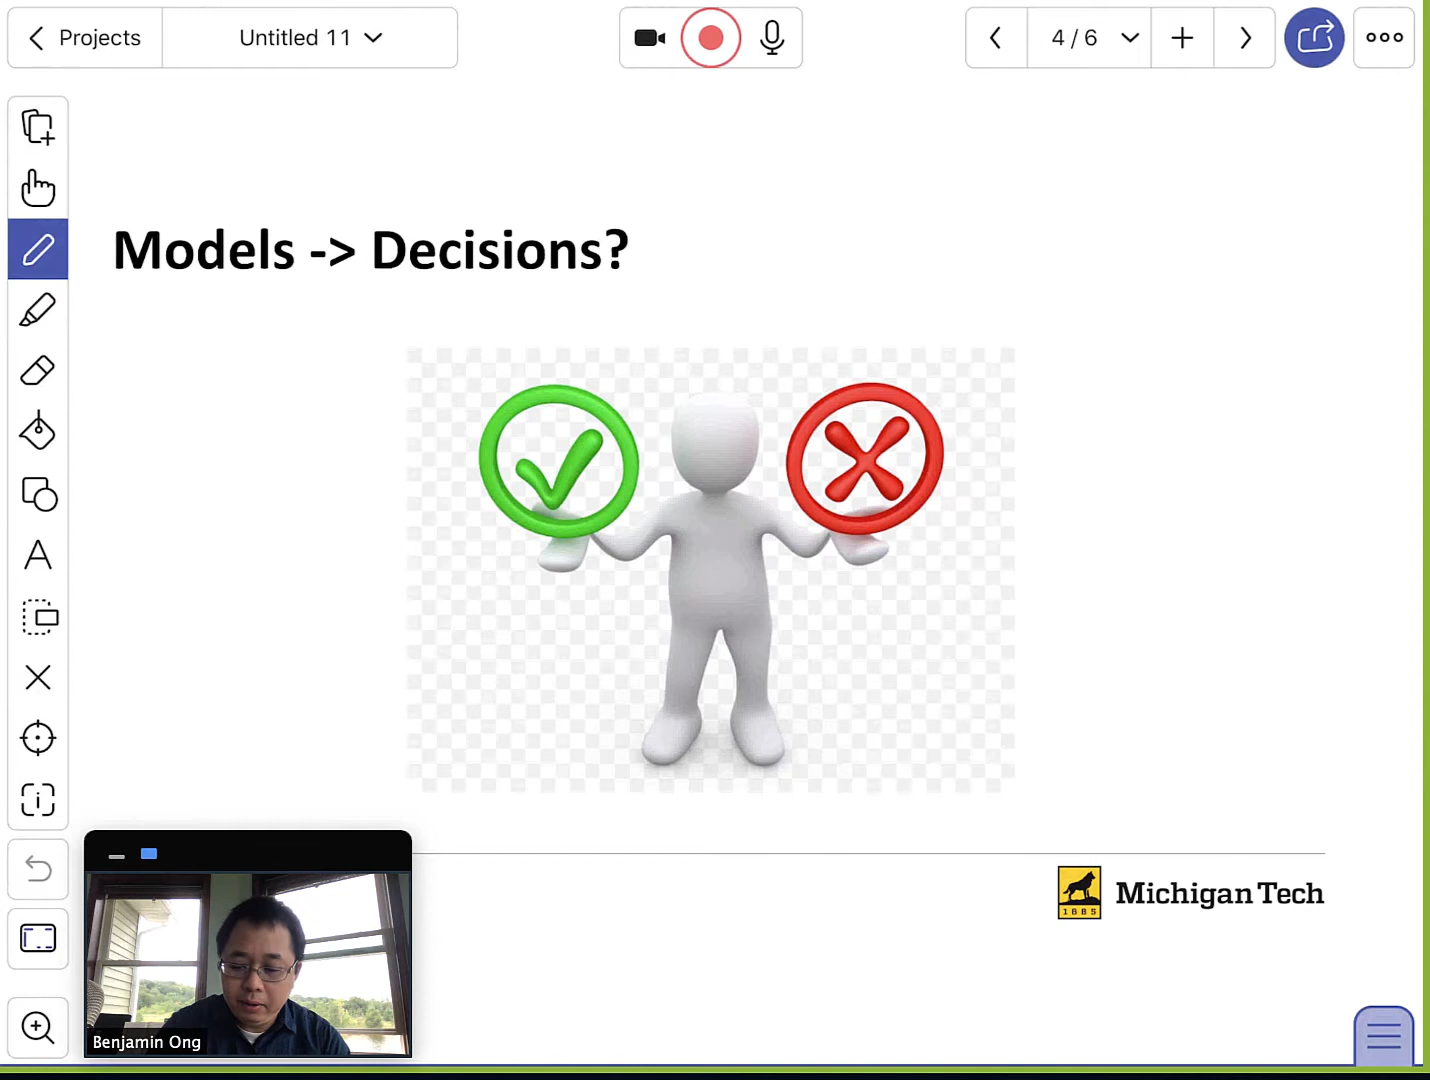 Projects
Untitled 11
4 / 6
Models -> Decisions?
1885
Michigan Tech
Benjamin Ong